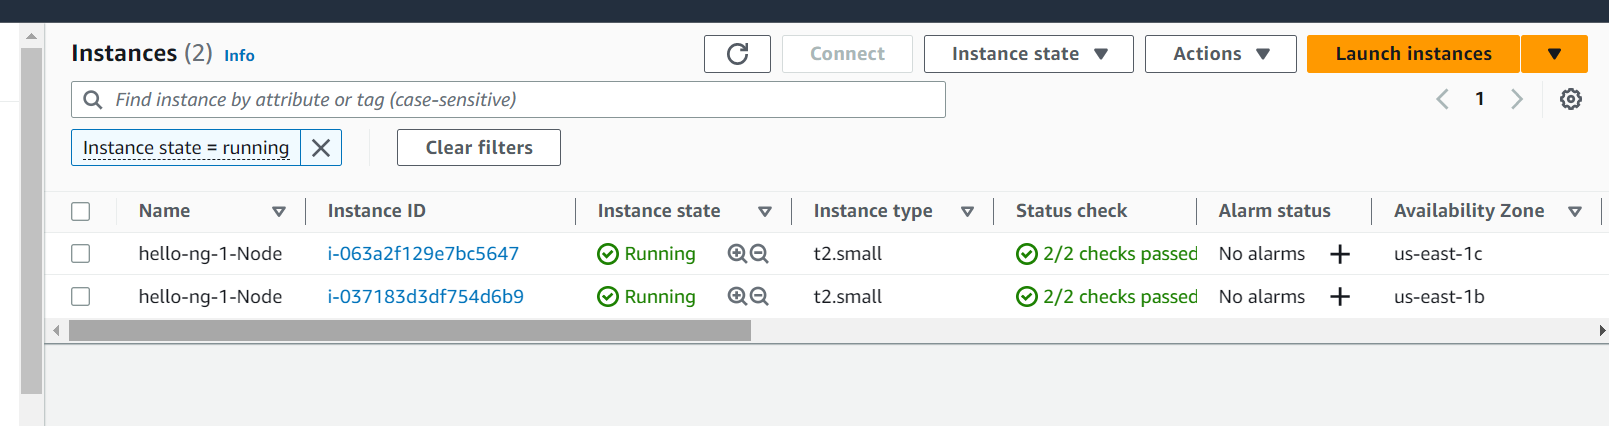 Instances (2) Info Connect Instance state Actions Launch instances
Find instance by attribute or tag (case-sensitive) 1
Instance state = running Clear filters
Name Instance ID Instance state Instance type Status check Alarm status Availability Zone
hello-ng-1-Node i-063a2f129e7bc5647 Running t2.small 2/2 checks passed No alarms us-east-1c
hello-ng-1-Node i-037183d3df754d6b9 Running t2.small 2/2 checks passed No alarms us-east-1b